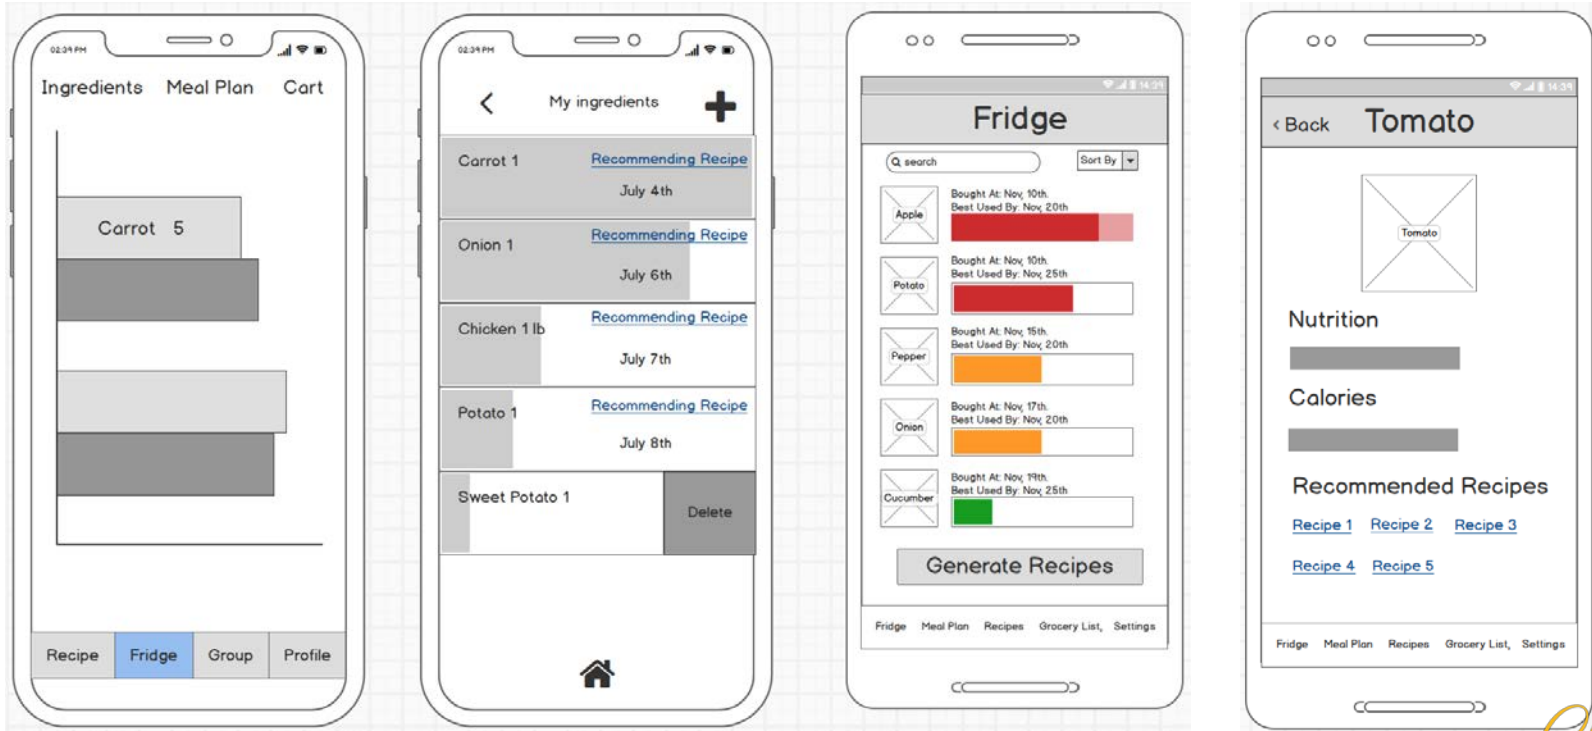 02:39 PM
Ingredients Meal Plan Cart
Carrot 5
Recipe Fridge Group Profile
02:39 PM
My ingredients
Carrot 1 Recommending Recipe
July 4th
Onion 1 Recommending Recipe
July 6th
Chicken 1 lb Recommending Recipe
July 7th
Potato 1 Recommending Recipe
July 8th
Sweet Potato 1 Delete
14:39
Fridge
search Sort By
Apple
Bought At: Nov, 10th.
Best Used By: Nov, 20th
Potato
Bought At: Nov, 10th.
Best Used By: Nov, 25th
Pepper
Bought At: Nov, 15th.
Best Used By: Nov, 20th
Onion
Bought At: Nov, 17th.
Best Used By: Nov, 20th
Cucumber
Bought At: Nov, 19th.
Best Used By: Nov, 25th
Generate Recipes
Fridge Meal Plan Recipes Grocery List, Settings
14:39
< Back Tomato
Tomato
Nutrition
Calories
Recommended Recipes
Recipe 1 Recipe 2 Recipe 3
Recipe 4 Recipe 5
Fridge Meal Plan Recipes Grocery List, Settings